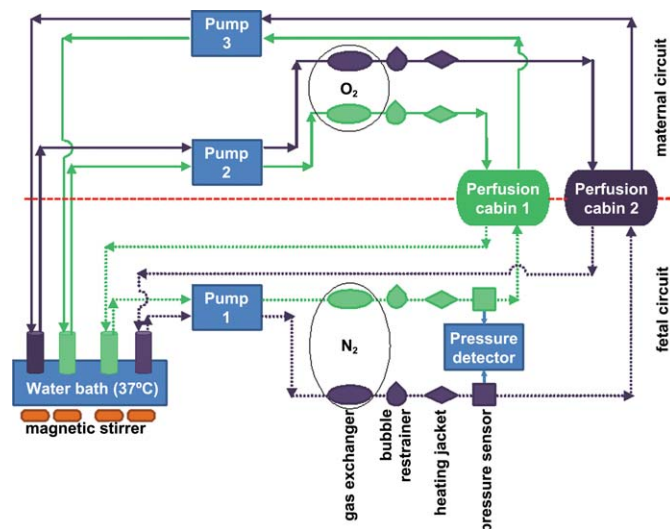 Pump
3
O₂
Pump
2
maternal circuit
Perfusion
cabin 1
Perfusion
cabin 2
fetal circuit
Pump
1
N₂
Pressure
detector
Water bath (37ºC)
magnetic stirrer
gas exchanger
bubble
restrainer
heating jacket
pressure sensor